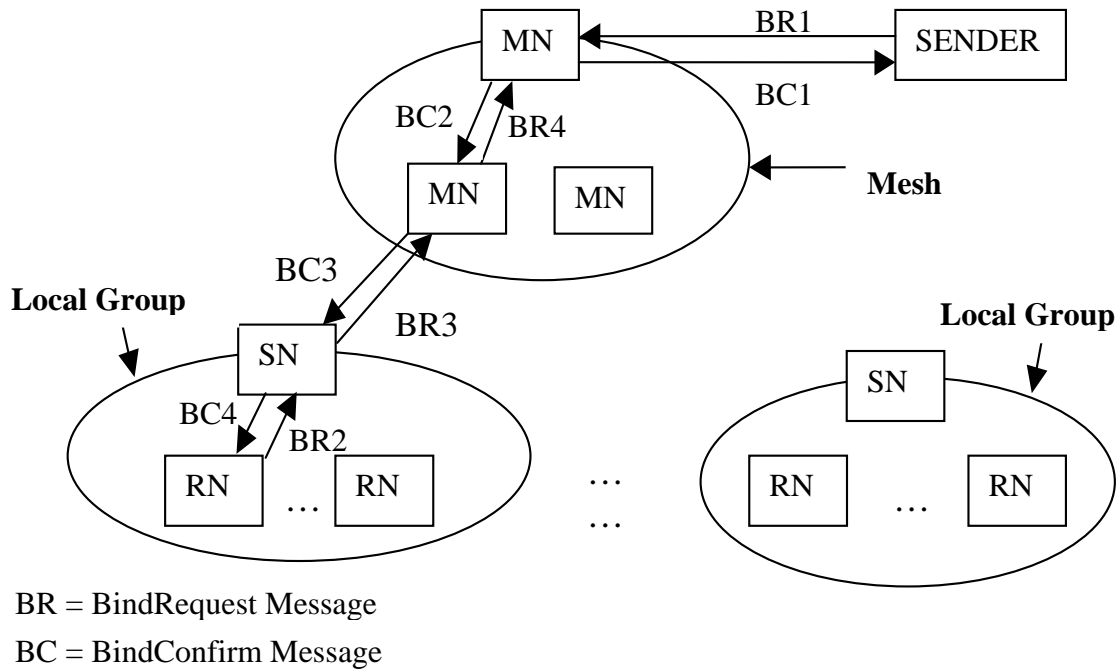 MN
BR1
SENDER
BC1
BC2
BR4
MN
MN
Mesh
BC3
Local Group
BR3
Local Group
SN
SN
BC4
BR2
RN
...
RN
...
...
RN
...
RN
BR = BindRequest Message
BC = BindConfirm Message